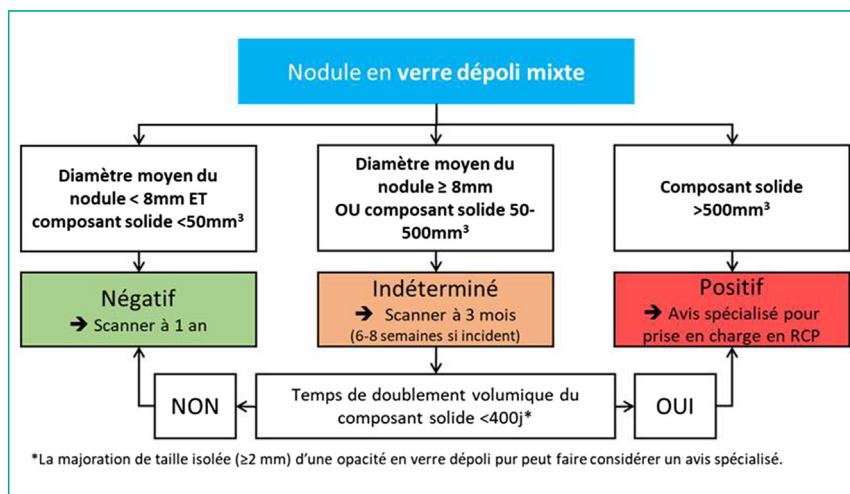 Nodule en verre dépoli mixte
Diamètre moyen du
nodule < 8mm ET
composant solide <50mm³
Diamètre moyen du
nodule ≥ 8mm
OU composant solide 50-
500mm³
Composant solide
>500mm³
Négatif
➔ Scanner à 1 an
Indéterminé
➔ Scanner à 3 mois
(6-8 semaines si incident)
Positif
➔ Avis spécialisé pour
prise en charge en RCP
NON
Temps de doublement volumique du
composant solide <400j*
OUI
*La majoration de taille isolée (≥2 mm) d’une opacité en verre dépoli pur peut faire considérer un avis spécialisé.